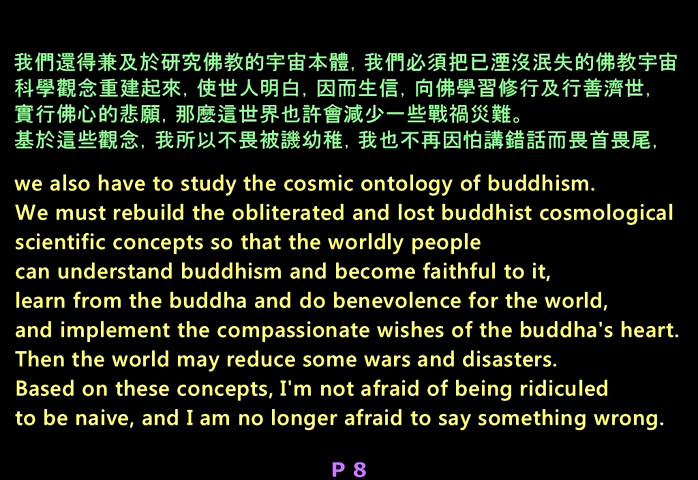 我們還得兼及於研究佛教的宇宙本體, 我們必須把已湮沒泯失的佛教宇宙
科學觀念重建起來, 使世人明白, 因而生信, 向佛學習修行及行善濟世,
實行佛心的悲願, 那麼這世界也許會減少一些戰禍災難。
基於這些觀念, 我所以不畏被譏幼稚, 我也不再因怕講錯話而畏首畏尾,
we also have to study the cosmic ontology of buddhism.
We must rebuild the obliterated and lost buddhist cosmological
scientific concepts so that the worldly people
can understand buddhism and become faithful to it,
learn from the buddha and do benevolence for the world,
and implement the compassionate wishes of the buddha's heart.
Then the world may reduce some wars and disasters.
Based on these concepts, I'm not afraid of being ridiculed
to be naive, and I am no longer afraid to say something wrong.
P 8